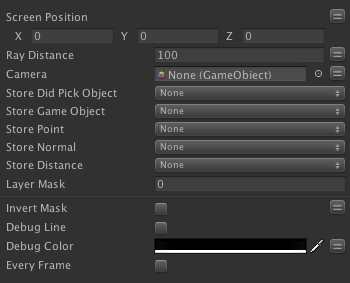 Screen Position
X 0 Y 0 Z 0
Ray Distance 100
Camera None (GameObject)
Store Did Pick Object None
Store Game Object None
Store Point None
Store Normal None
Store Distance None
Layer Mask 0
Invert Mask
Debug Line
Debug Color
Every Frame